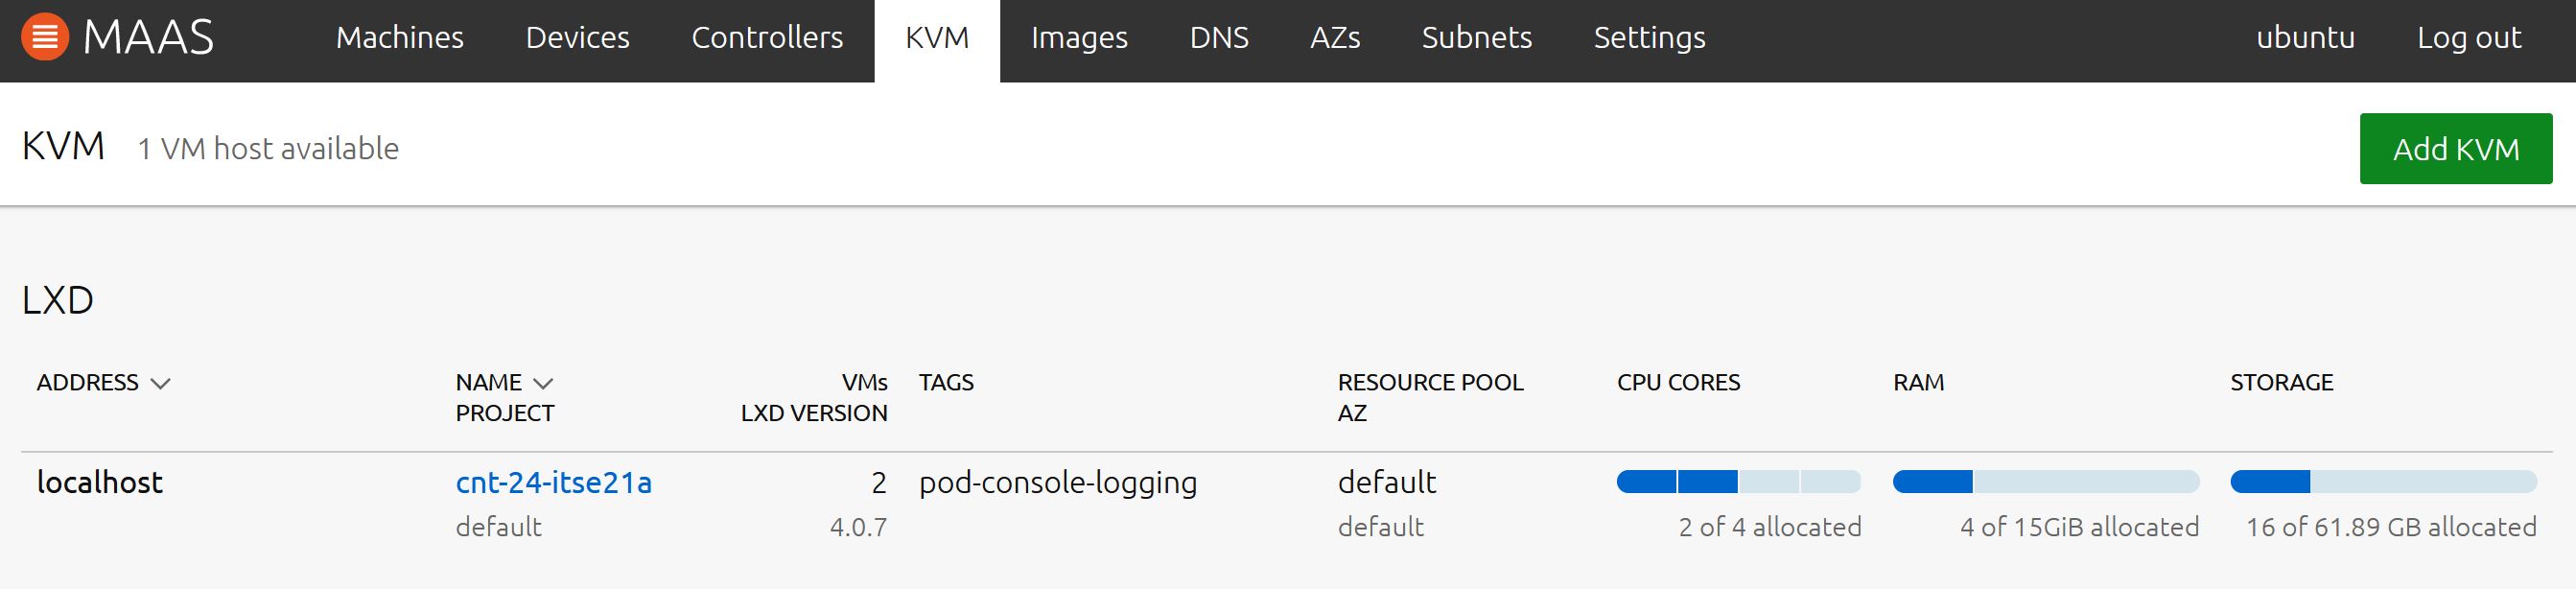 MAAS Machines Devices Controllers KVM Images DNS AZs Subnets Settings ubuntu Log out
KVM 1 VM host available Add KVM
LXD
ADDRESS NAME VMs TAGS RESOURCE POOL CPU CORES RAM STORAGE
PROJECT LXD VERSION AZ
localhost cnt-24-itse21a 2 pod-console-logging default
default 4.0.7 default 2 of 4 allocated 4 of 15GiB allocated 16 of 61.89 GB allocated